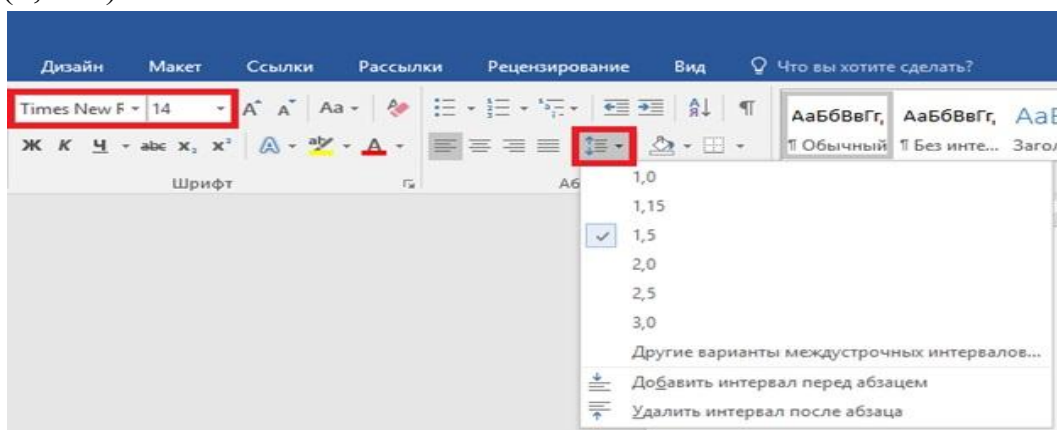 Дизайн Макет Ссылки Рассылки Рецензирование Вид Что вы хотите сделать?
Times New F 14 Aa АаБбВвГг, АаБбВвГг,
Ж К Ч abc x₂ x² A aby A ¶ Обычный ¶ Без инте... Заго
Шрифт Аб
1,0
1,15
1,5
2,0
2,5
3,0
Другие варианты междустрочных интервалов...
Добавить интервал перед абзацем
Удалить интервал после абзаца